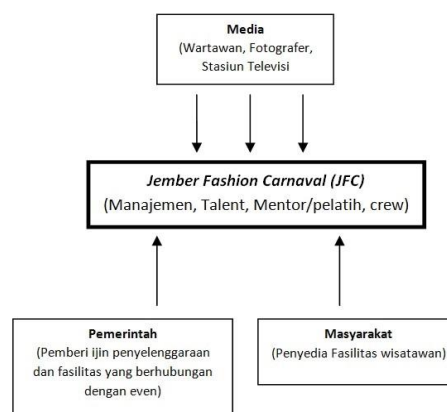 Media
(Wartawan, Fotografer,
Stasiun Televisi
Jember Fashion Carnaval (JFC)
(Manajemen, Talent, Mentor/pelatih, crew)
Pemerintah
(Pemberi ijin penyelenggaraan
dan fasilitas yang berhubungan
dengan even)
Masyarakat
(Penyedia Fasilitas wisatawan)